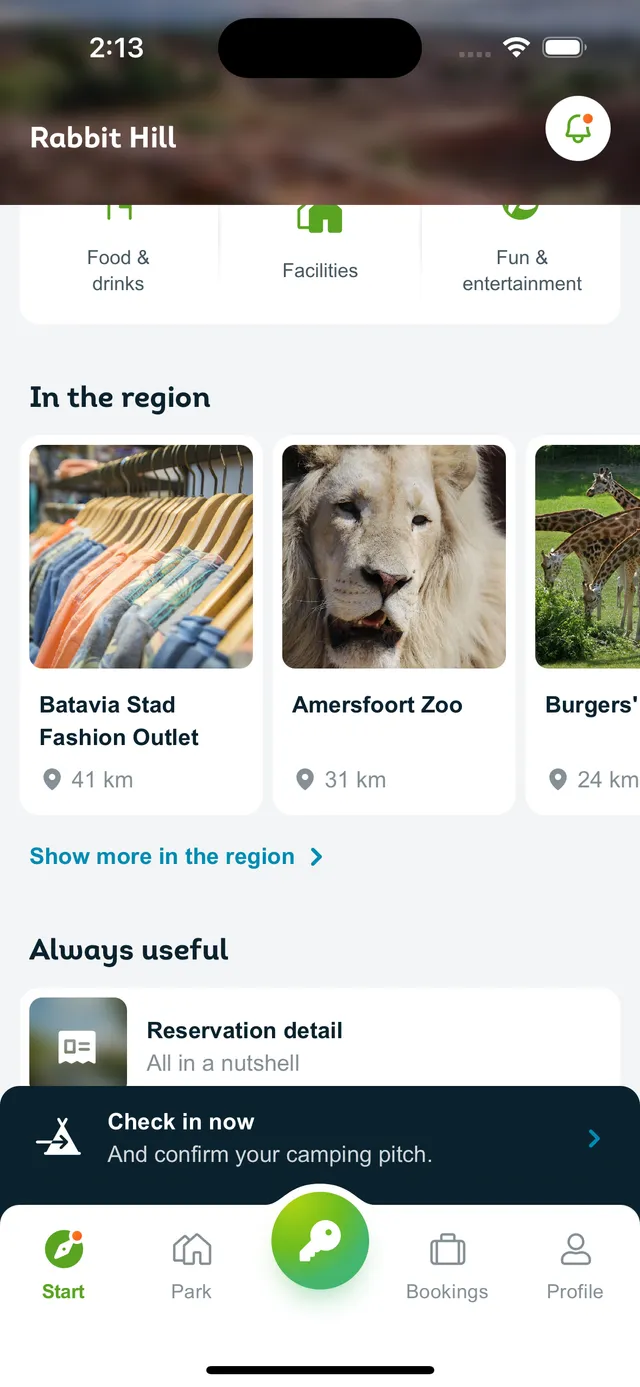 2:13
Rabbit Hill
Food &
drinks
Facilities
Fun &
entertainment
In the region
Batavia Stad
Fashion Outlet
41 km
Amersfoort Zoo
31 km
Burgers'
24 km
Show more in the region
Always useful
Reservation detail
All in a nutshell
Check in now
And confirm your camping pitch.
Start
Park
Bookings
Profile